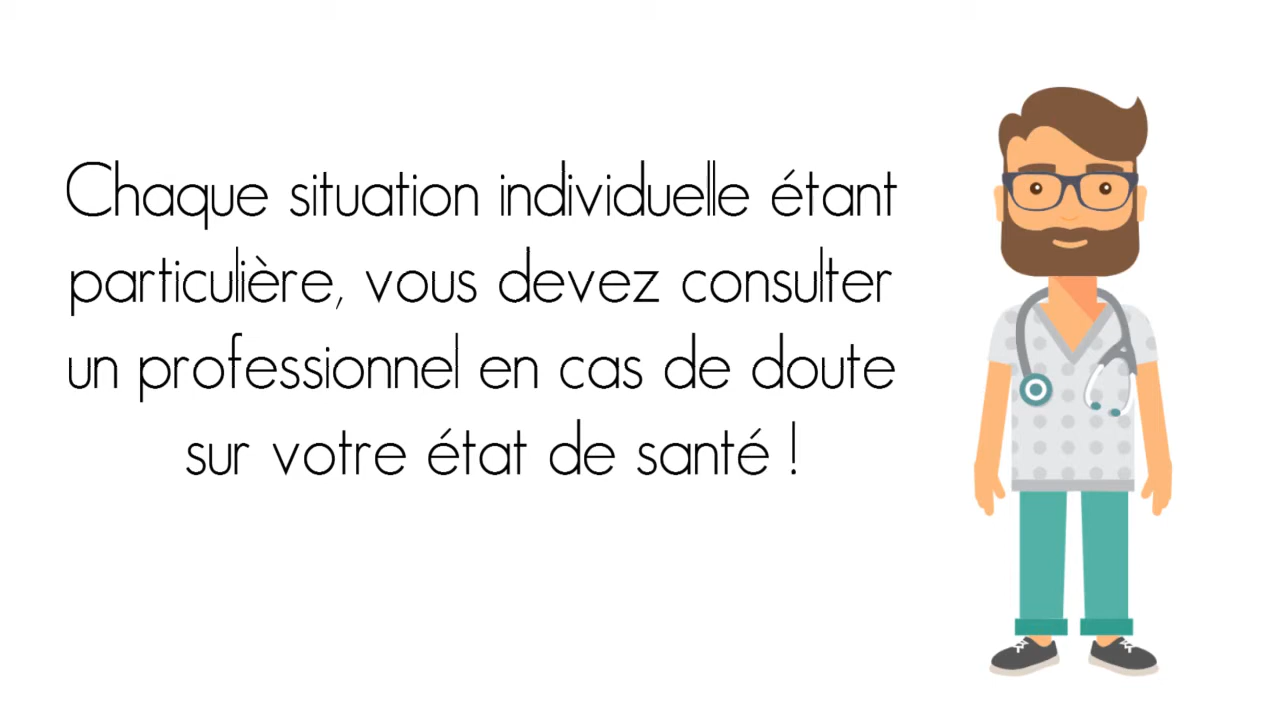 Chaque situation individuelle étant
particulière, vous devez consulter
un professionnel en cas de doute
sur votre état de santé !